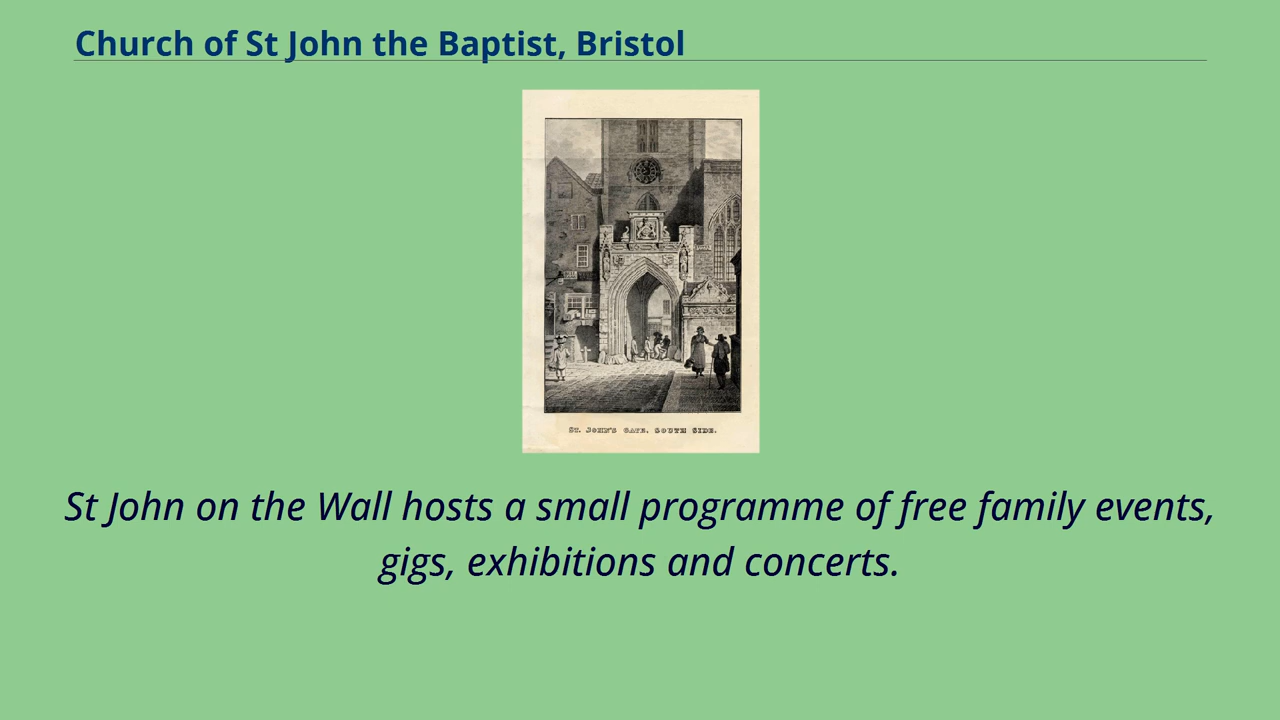 Church of St John the Baptist, Bristol
St. John's Gate, South Side.
St John on the Wall hosts a small programme of free family events,
gigs, exhibitions and concerts.